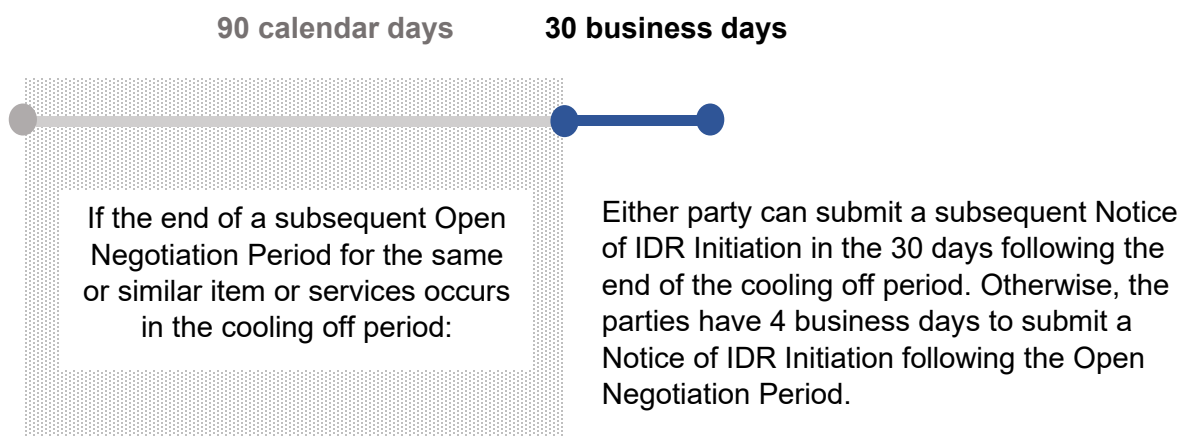 90 calendar days 30 business days
If the end of a subsequent Open
Negotiation Period for the same
or similar item or services occurs
in the cooling off period:
Either party can submit a subsequent Notice
of IDR Initiation in the 30 days following the
end of the cooling off period. Otherwise, the
parties have 4 business days to submit a
Notice of IDR Initiation following the Open
Negotiation Period.